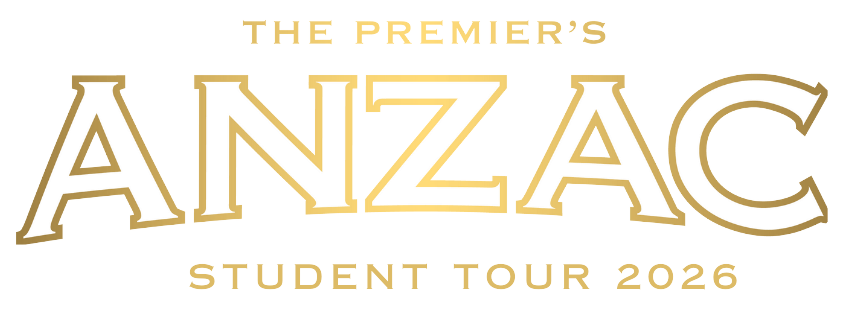 THE PREMIER'S
ANZAC
STUDENT TOUR 2026